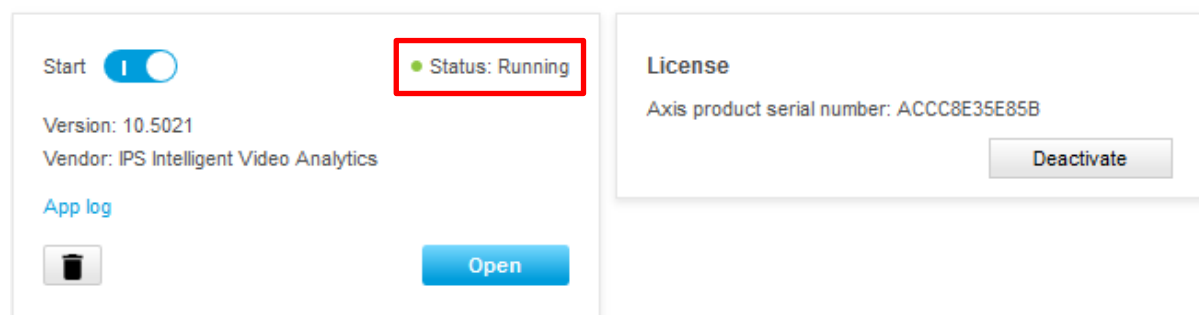 Start
Status: Running
Version: 10.5021
Vendor: IPS Intelligent Video Analytics
App log
Open
License
Axis product serial number: ACCC8E35E85B
Deactivate